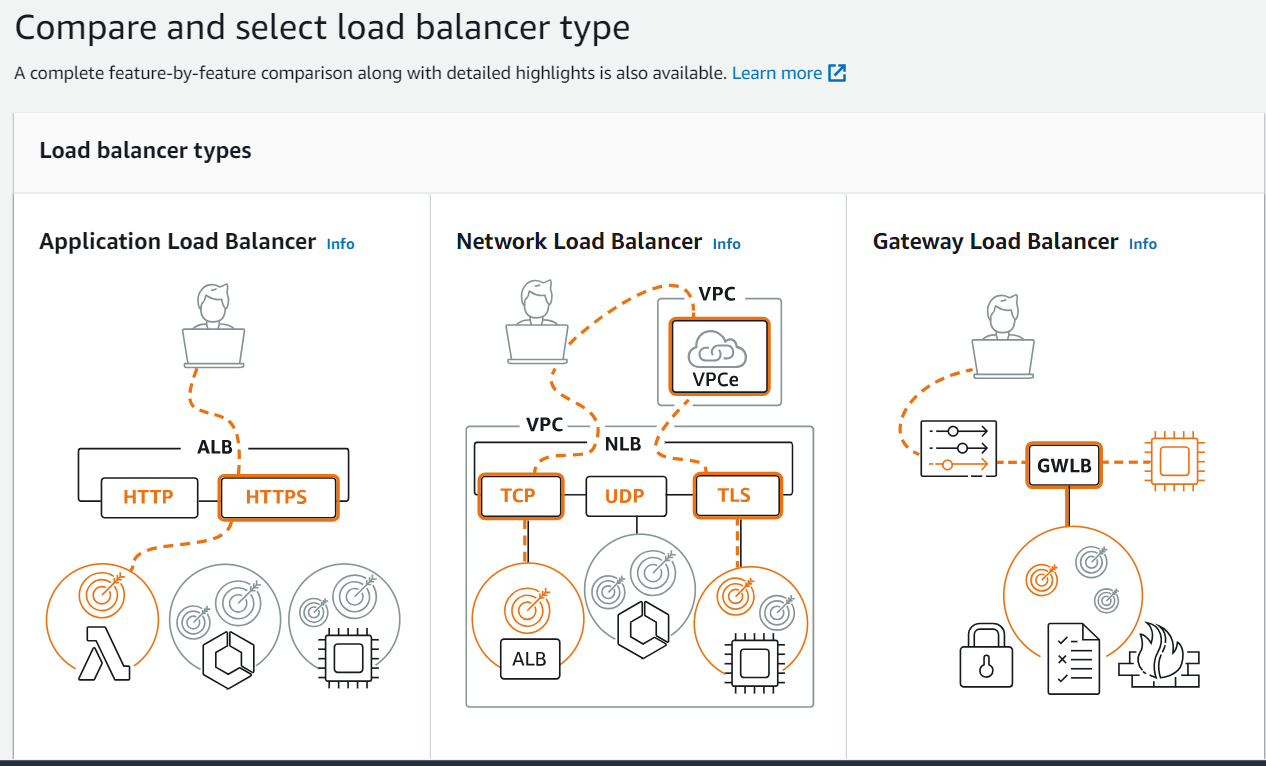 Compare and select load balancer type
A complete feature-by-feature comparison along with detailed highlights is also available. Learn more
Load balancer types
Application Load Balancer Info
ALB
HTTP
HTTPS
Network Load Balancer Info
VPC
VPCe
VPC
NLB
TCP
UDP
TLS
ALB
Gateway Load Balancer Info
GWLB